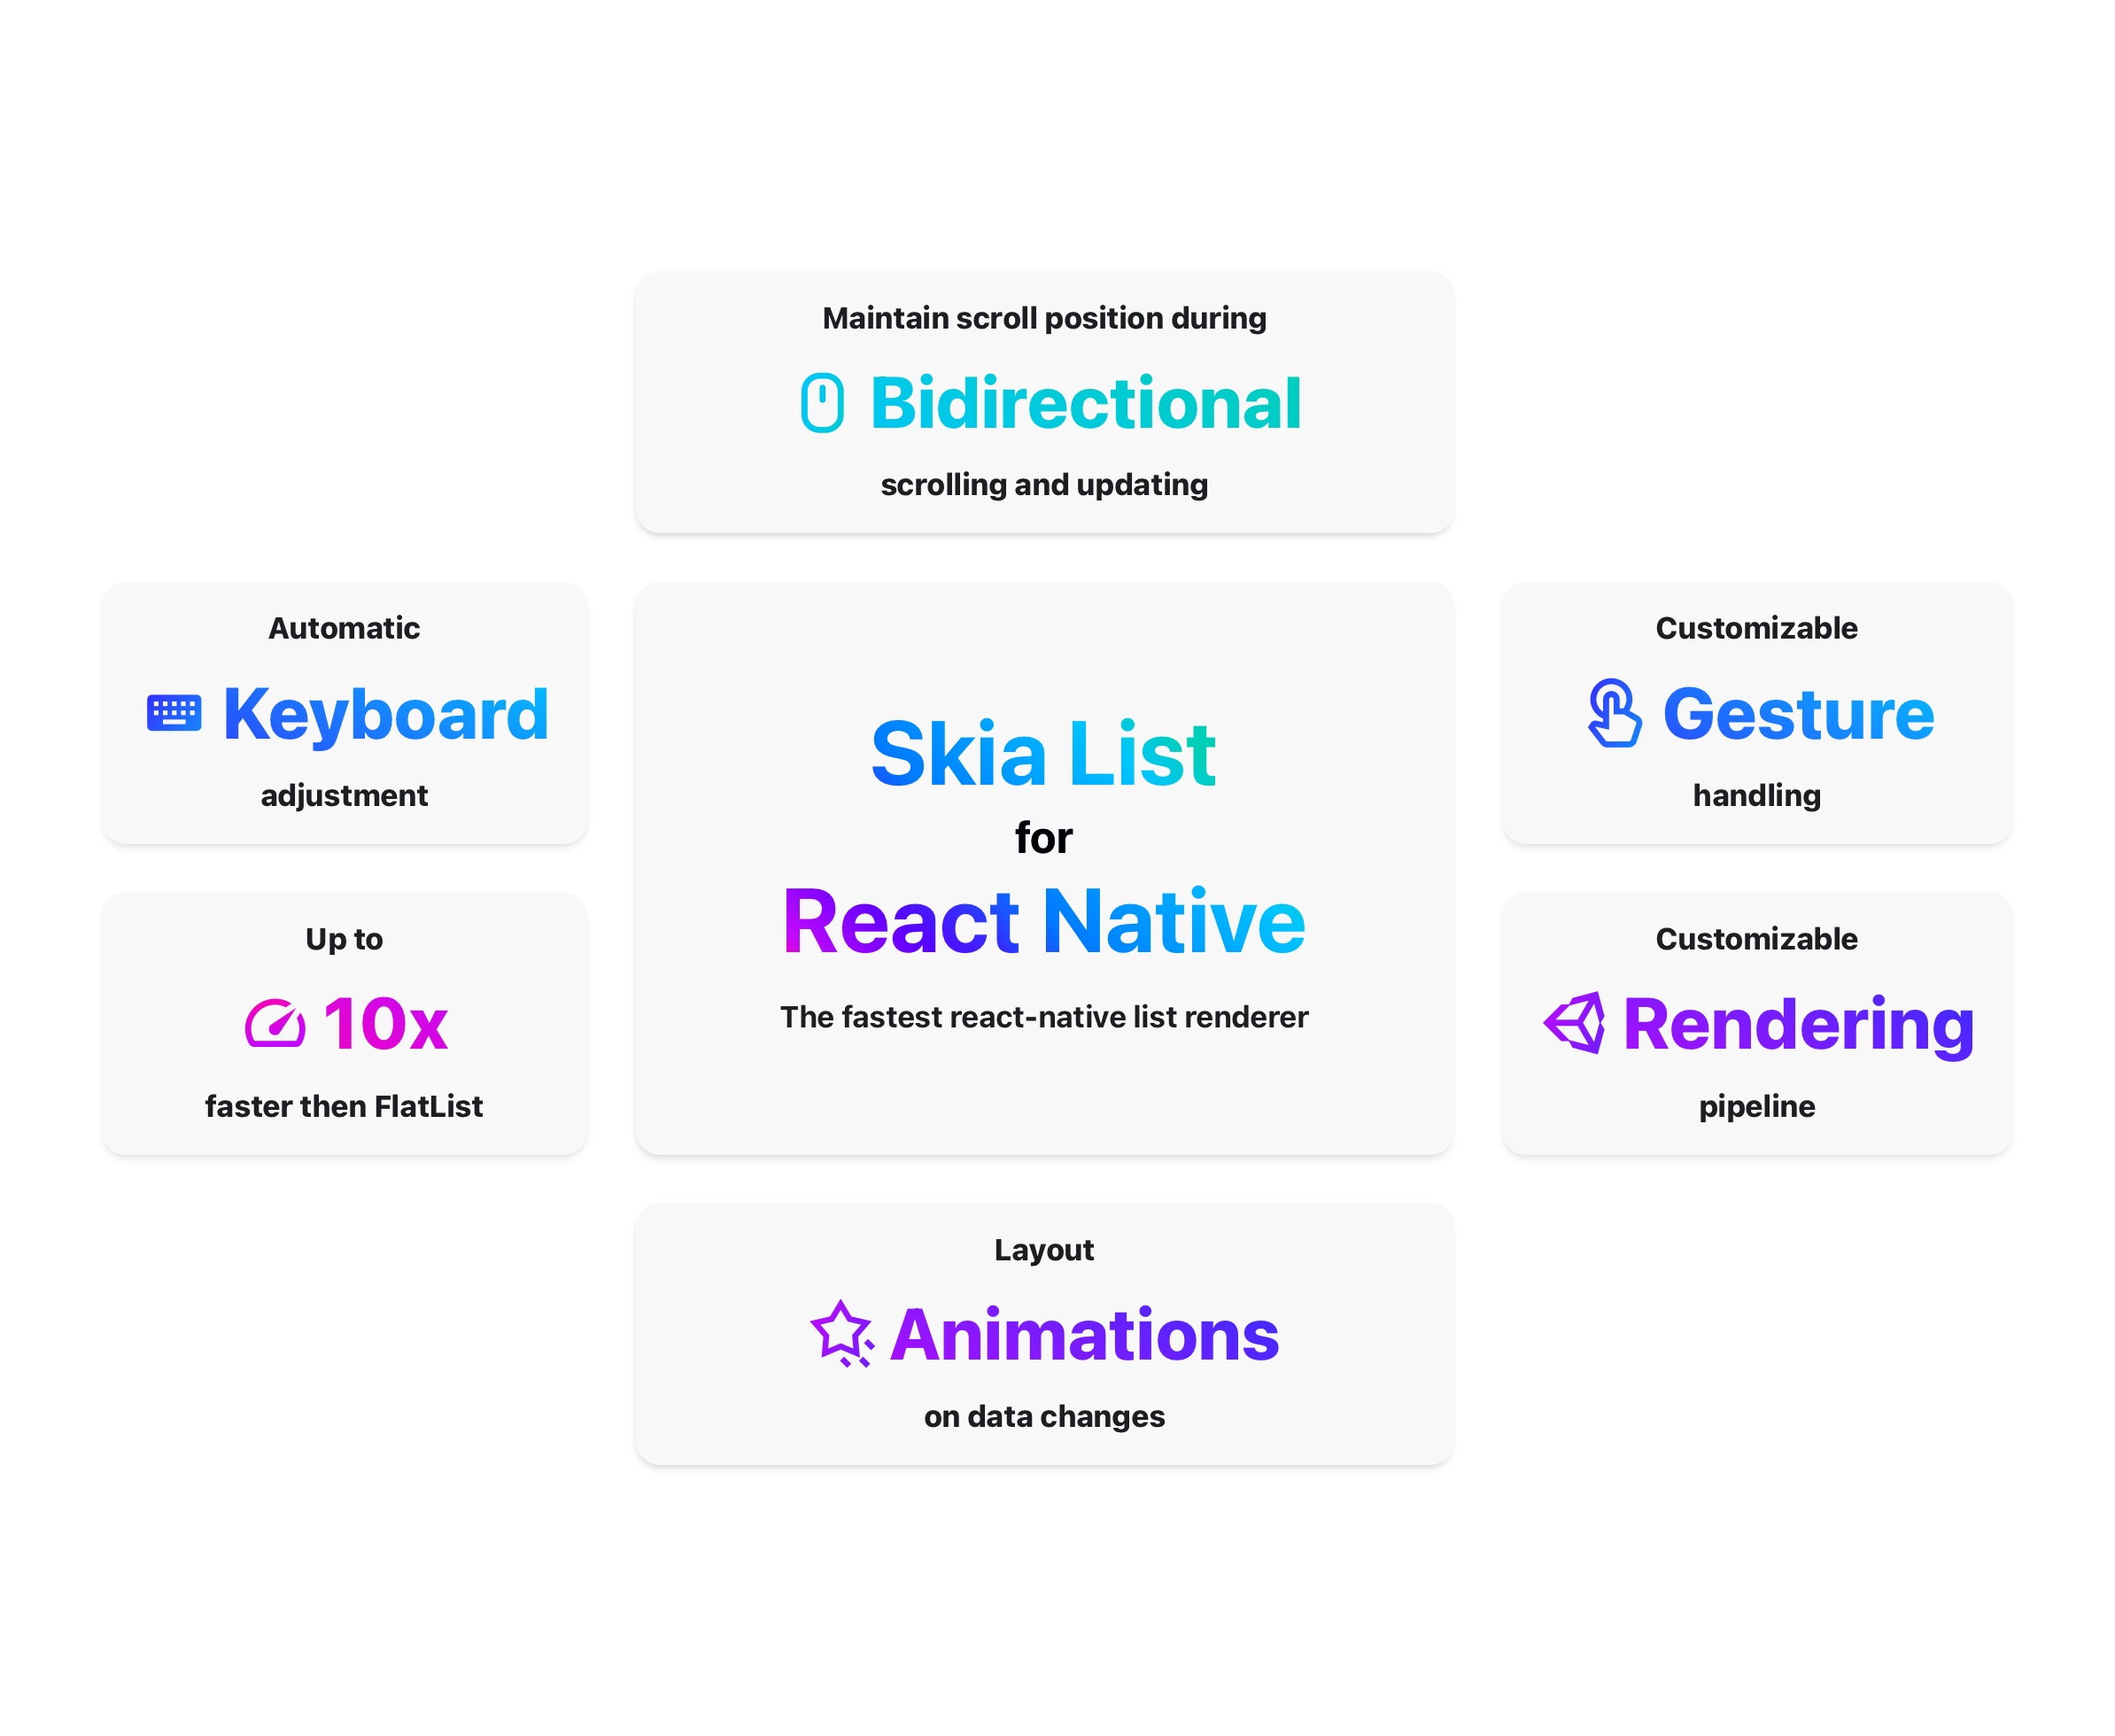 Maintain scroll position during
Bidirectional
scrolling and updating
Automatic
Keyboard
adjustment
Up to
10x
faster then FlatList
Skia List
for
React Native
The fastest react-native list renderer
Customizable
Gesture
handling
Customizable
Rendering
pipeline
Layout
Animations
on data changes